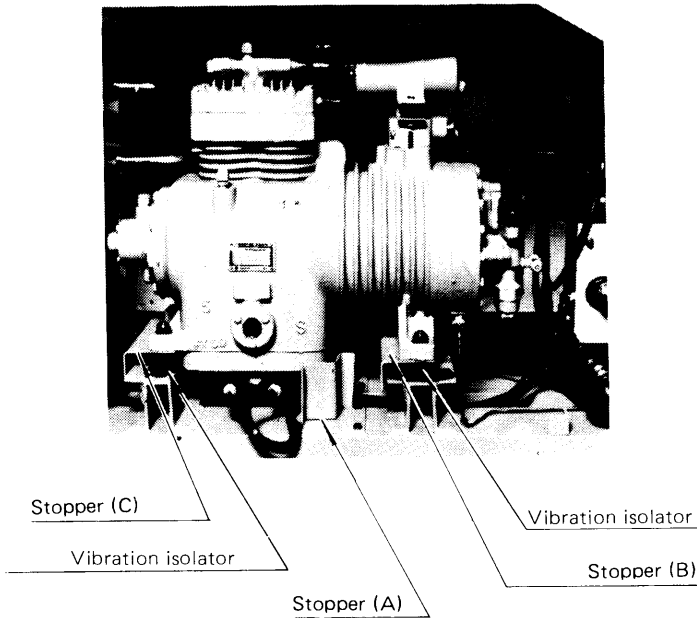 S
S
Stopper (C)
Vibration isolator
Vibration isolator
Stopper (B)
Stopper (A)